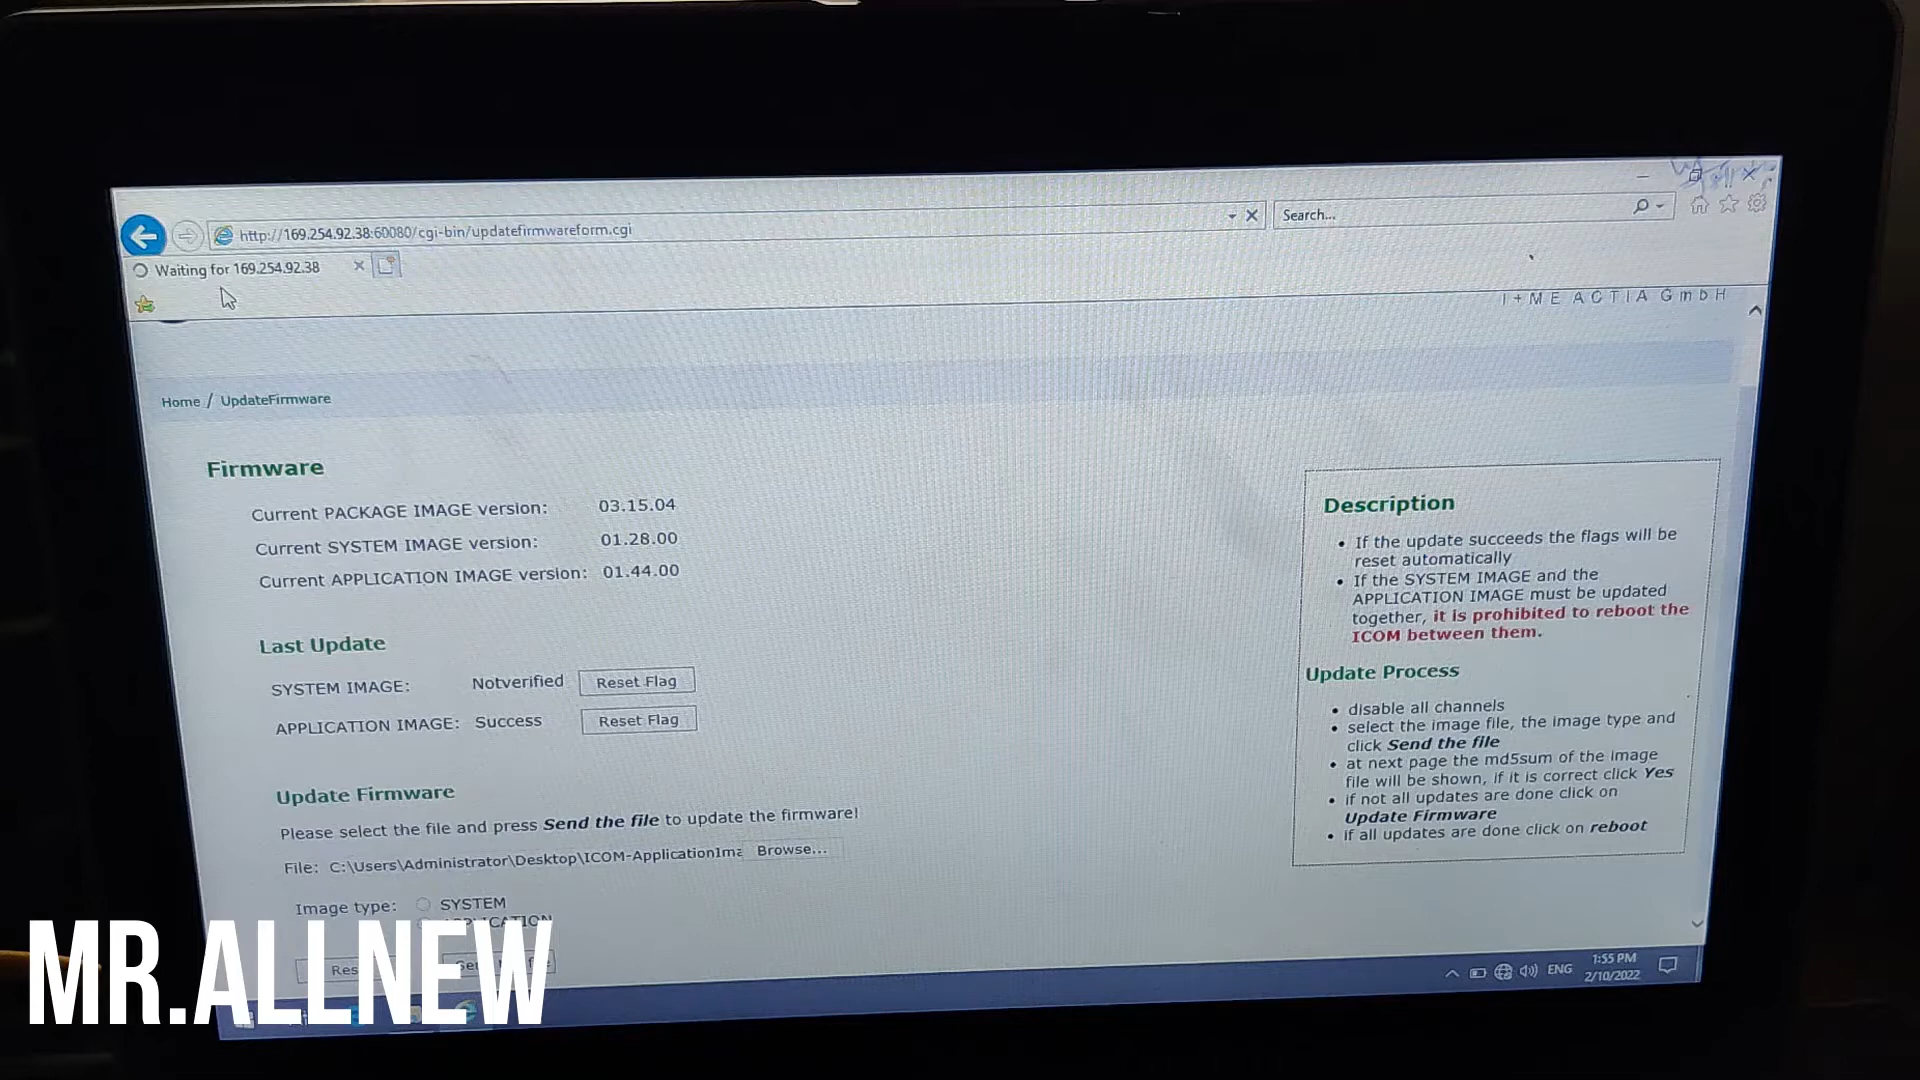 http://169.254.92.38:60080/cgi-bin/updatefirmwareform.cgi
Search...
Waiting for 169.254.92.38
I+ME ACTIA GmbH
Home / UpdateFirmware
Firmware
Current PACKAGE IMAGE version: 03.15.04
Current SYSTEM IMAGE version: 01.28.00
Current APPLICATION IMAGE version: 01.44.00
Last Update
SYSTEM IMAGE: Notverified Reset Flag
APPLICATION IMAGE: Success Reset Flag
Update Firmware
Please select the file and press Send the file to update the firmware!
File: C:\Users\Administrator\Desktop\ICOM-ApplicationIma Browse...
Image type: SYSTEM
APPLICATION
Description
If the update succeeds the flags will be
reset automatically
If the SYSTEM IMAGE and the
APPLICATION IMAGE must be updated
together, it is prohibited to reboot the
ICOM between them.
Update Process
disable all channels
select the image file, the image type and
click Send the file
at next page the md5sum of the image
file will be shown, if it is correct click Yes
if not all updates are done click on
Update Firmware
if all updates are done click on reboot
MR.ALLNEW
ENG
1:55 PM
2/10/2022